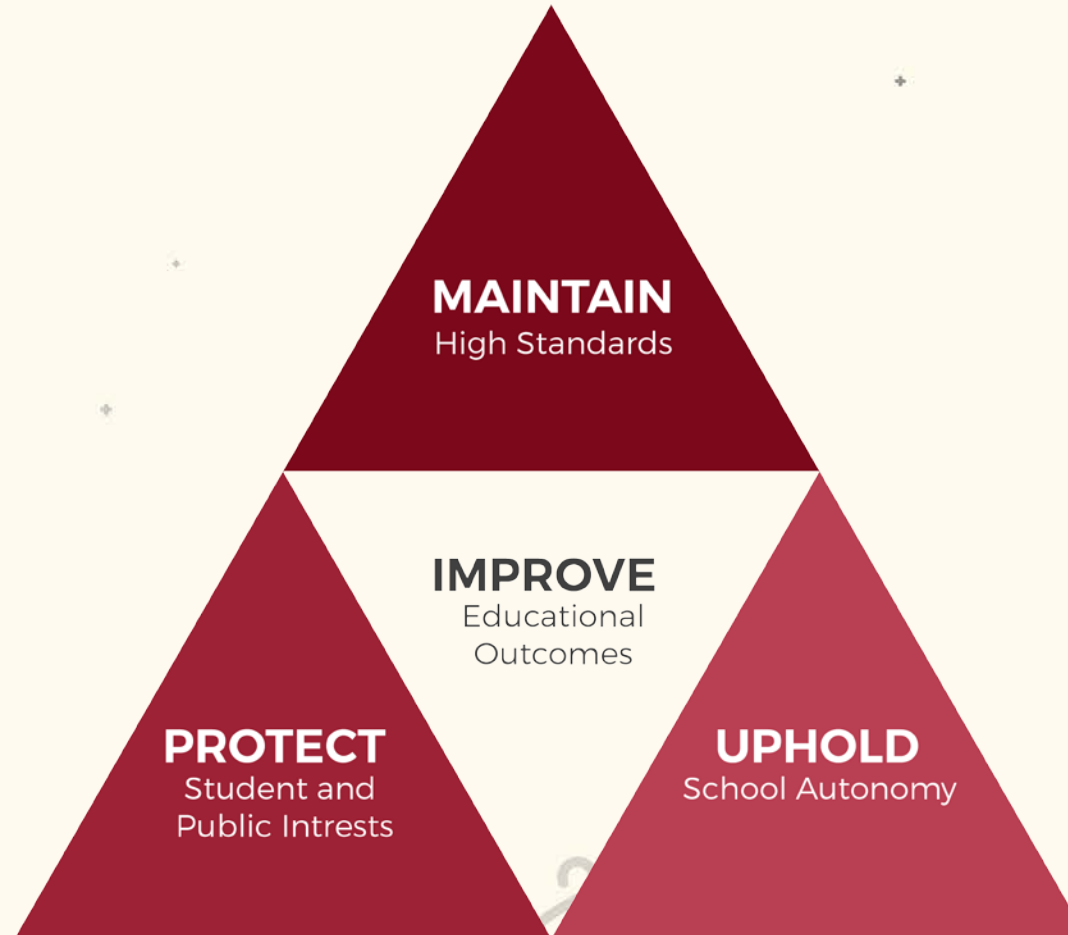 MAINTAIN
High Standards
IMPROVE
Educational
Outcomes
PROTECT
Student and
Public Intrests
UPHOLD
School Autonomy